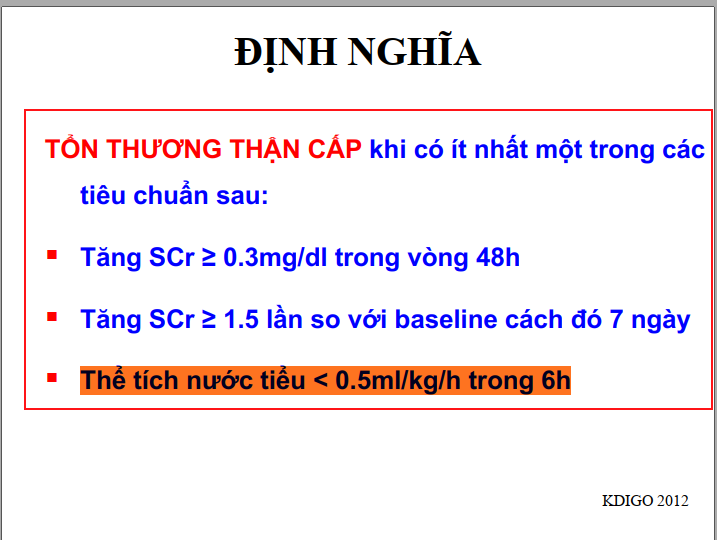 ĐỊNH NGHĨA
TỔN THƯƠNG THẬN CẤP khi có ít nhất một trong các
tiêu chuẩn sau:
▪ Tăng SCr ≥ 0.3mg/dl trong vòng 48h
▪ Tăng SCr ≥ 1.5 lần so với baseline cách đó 7 ngày
▪ Thể tích nước tiểu < 0.5ml/kg/h trong 6h
KDIGO 2012